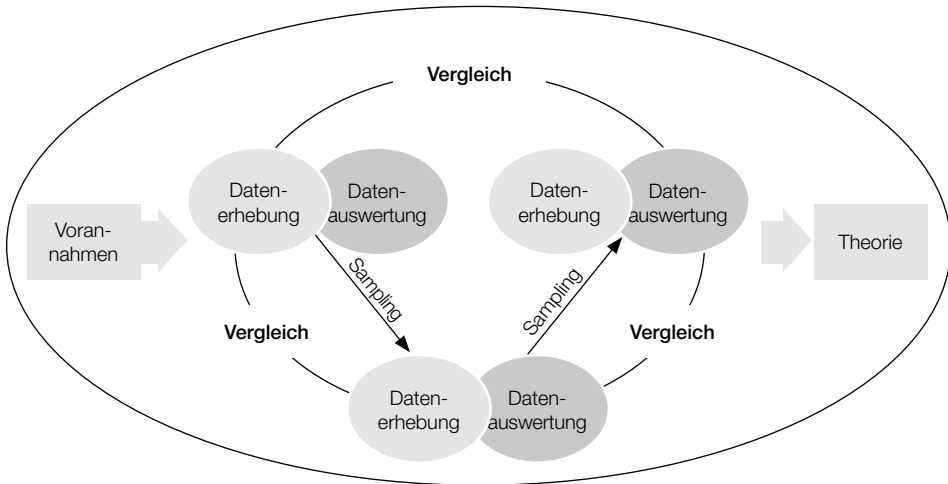 Vergleich
Daten-
erhebung
Daten-
auswertung
Daten-
erhebung
Daten-
auswertung
Voran-
nahmen
Theorie
Sampling
Sampling
Vergleich
Vergleich
Daten-
erhebung
Daten-
auswertung